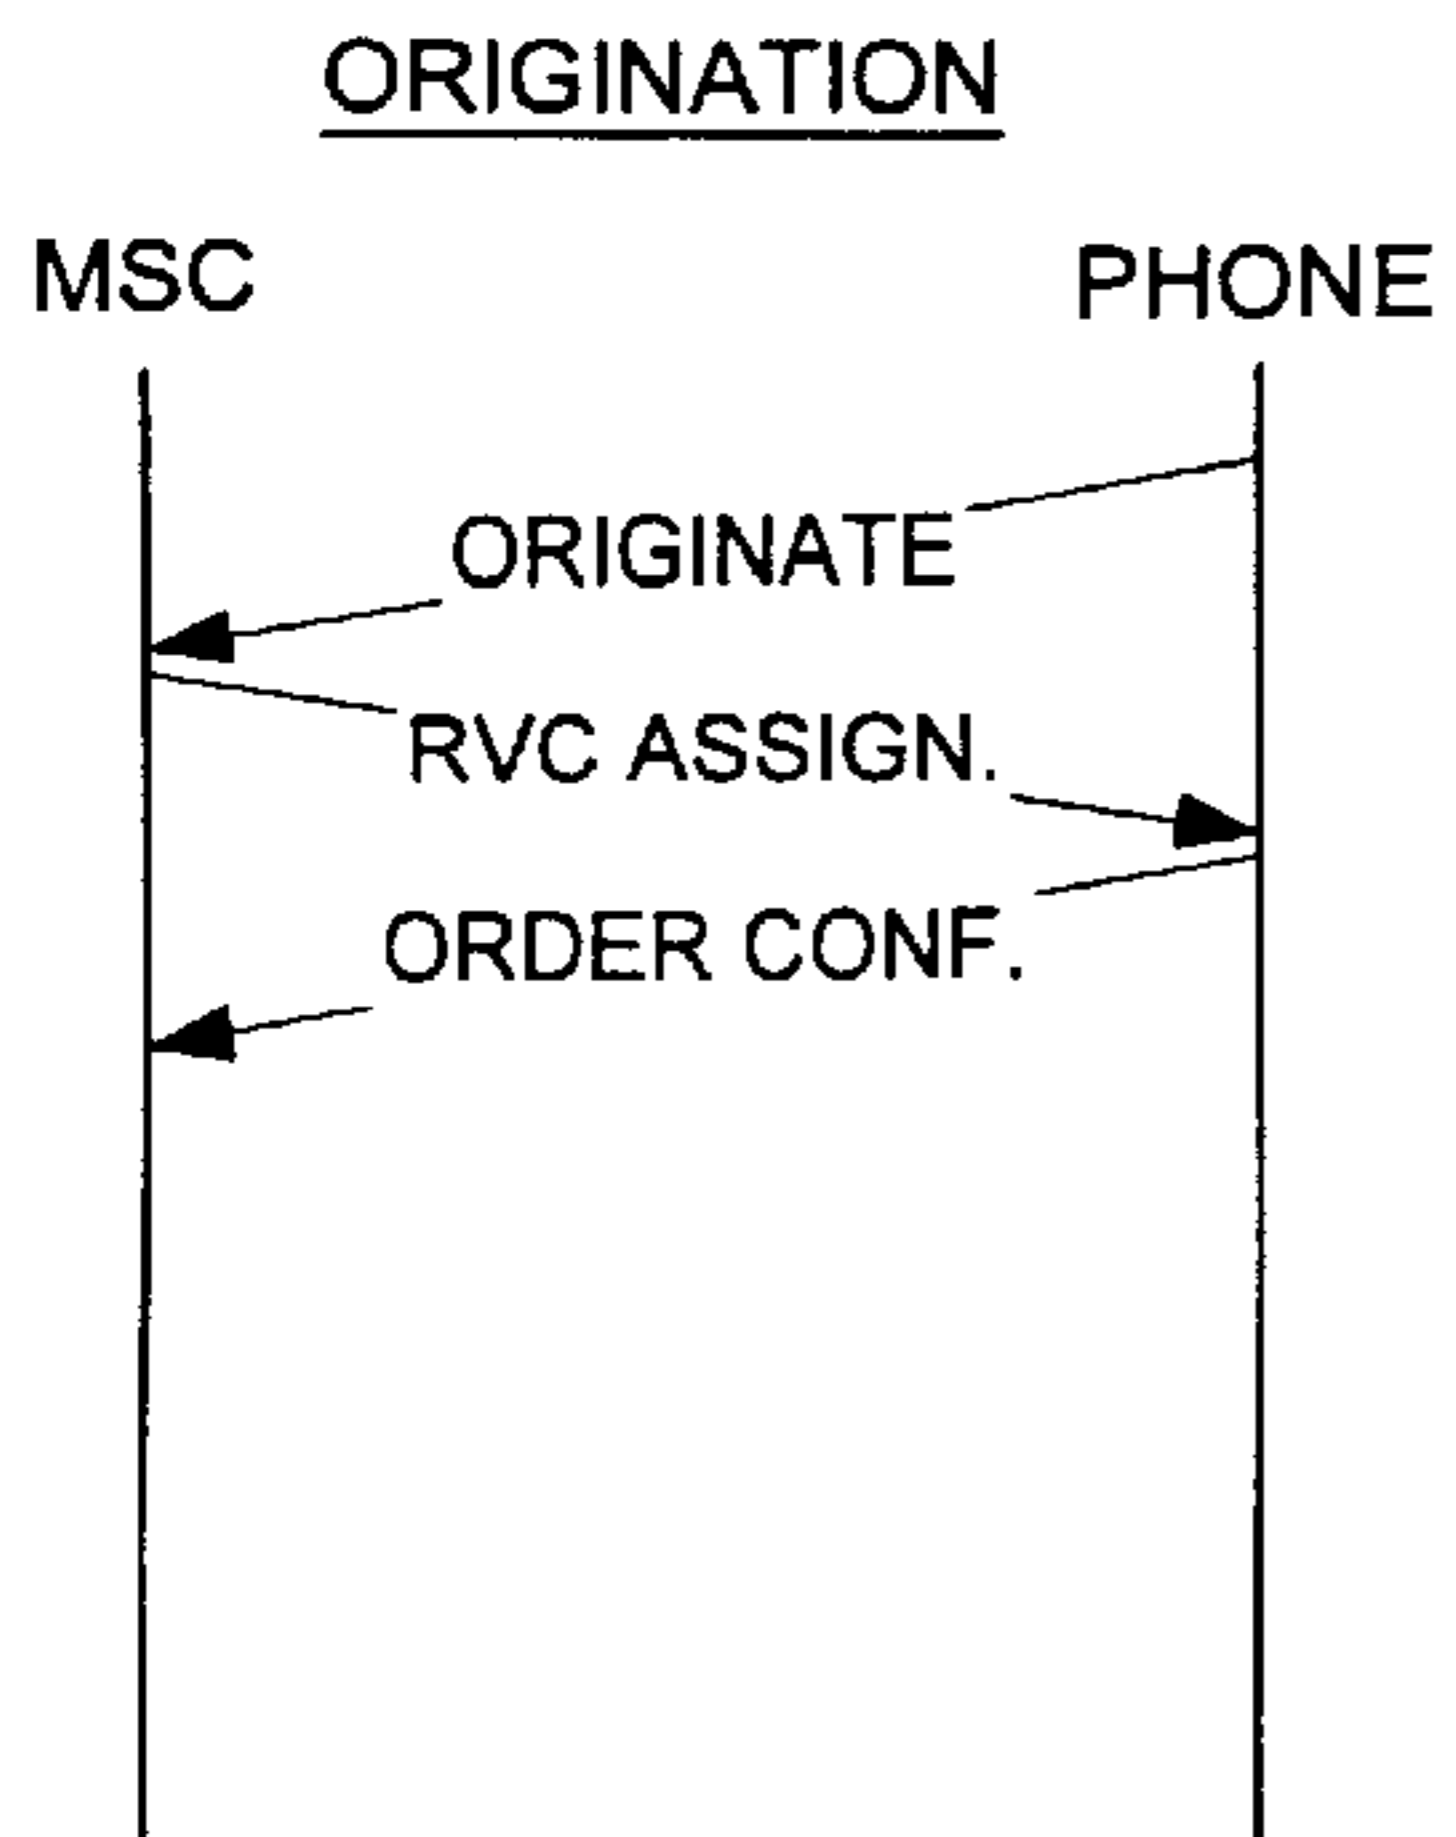 ORIGINATION
MSC PHONE
ORIGINATE
RVC ASSIGN.
ORDER CONF.